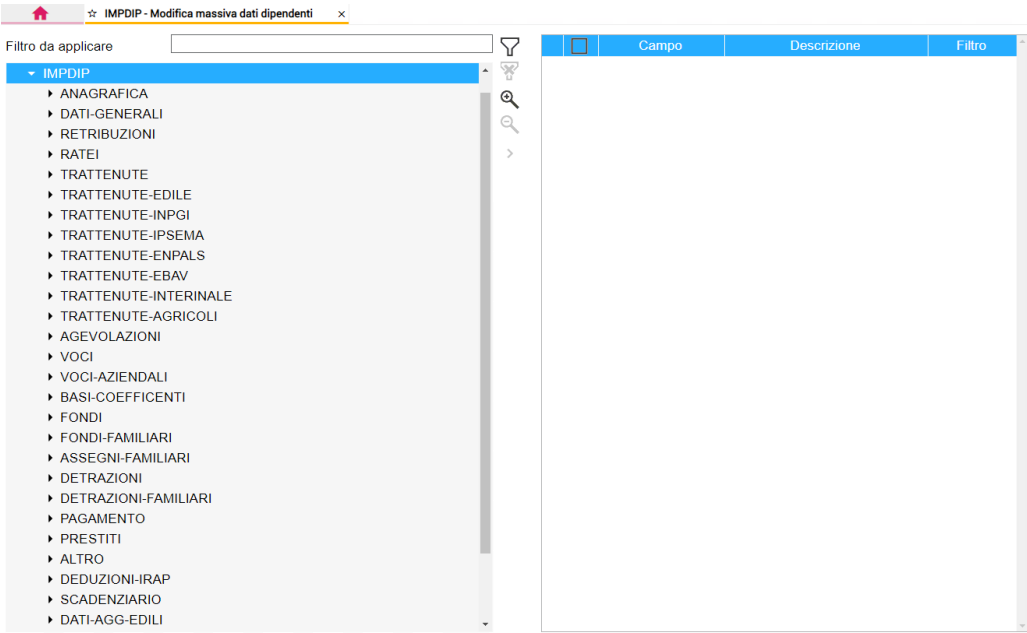 IMPDIP - Modifica massiva dati dipendenti
Filtro da applicare
IMPDIP
ANAGRAFICA
DATI-GENERALI
RETRIBUZIONI
RATEI
TRATTENUTE
TRATTENUTE-EDILE
TRATTENUTE-INPGI
TRATTENUTE-IPSEMA
TRATTENUTE-ENPALS
TRATTENUTE-EBAV
TRATTENUTE-INTERINALE
TRATTENUTE-AGRICOLI
AGEVOLAZIONI
VOCI
VOCI-AZIENDALI
BASI-COEFFICENTI
FONDI
FONDI-FAMILIARI
ASSEGNI-FAMILIARI
DETRAZIONI
DETRAZIONI-FAMILIARI
PAGAMENTO
PRESTITI
ALTRO
DEDUZIONI-IRAP
SCADENZIARIO
DATI-AGG-EDILI
Campo Descrizione Filtro